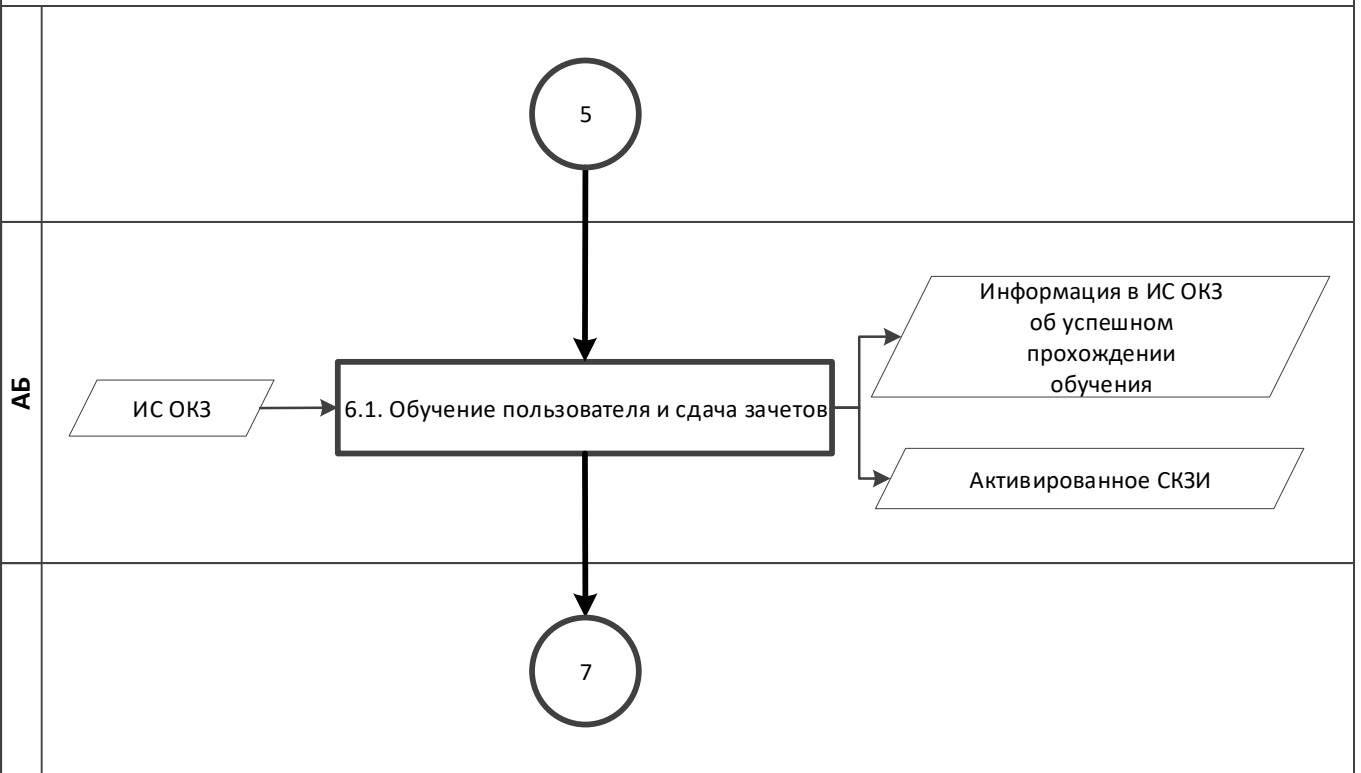 5
АБ
ИС ОКЗ
6.1. Обучение пользователя и сдача зачетов
Информация в ИС ОКЗ
об успешном
прохождении
обучения
Активированное СКЗИ
7